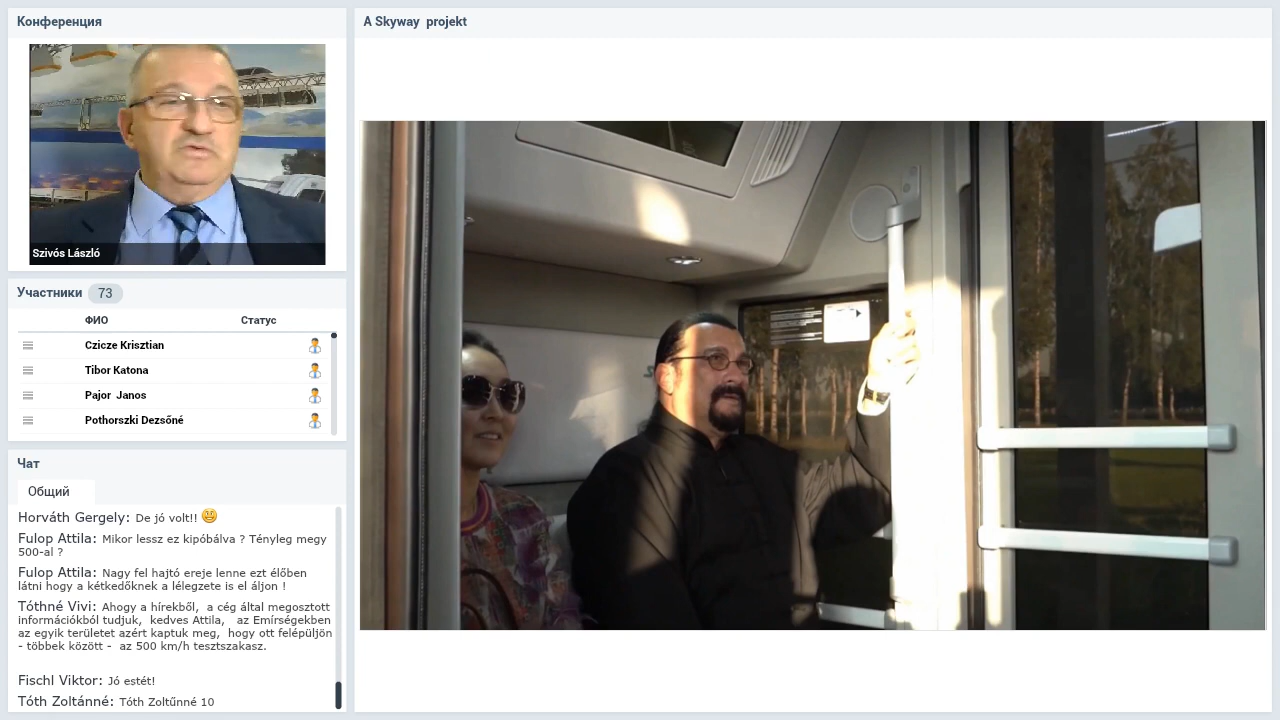 Конференция
Szivós László
Участники 73
ФИО Статус
Czicze Krisztian
Tibor Katona
Pajor Janos
Pothorszki Dezsőné
Чат
Общий
Horváth Gergely: De jó volt!!
Fulop Attila: Mikor lessz ez kipóbálva ? Tényleg megy
500-al ?
Fulop Attila: Nagy fel hajtó ereje lenne ezt élőben
látni hogy a kétkedőknek a lélegzete is el áljon !
Tóthné Vivi: Ahogy a hírekből, a cég által megosztott
információkból tudjuk, kedves Attila, az Emírségekben
az egyik területet azért kaptuk meg, hogy ott felépüljön
- többek között - az 500 km/h tesztszakasz.
Fischl Viktor: Jó estét!
Tóth Zoltánné: Tóth Zoltűnné 10
A Skyway projekt